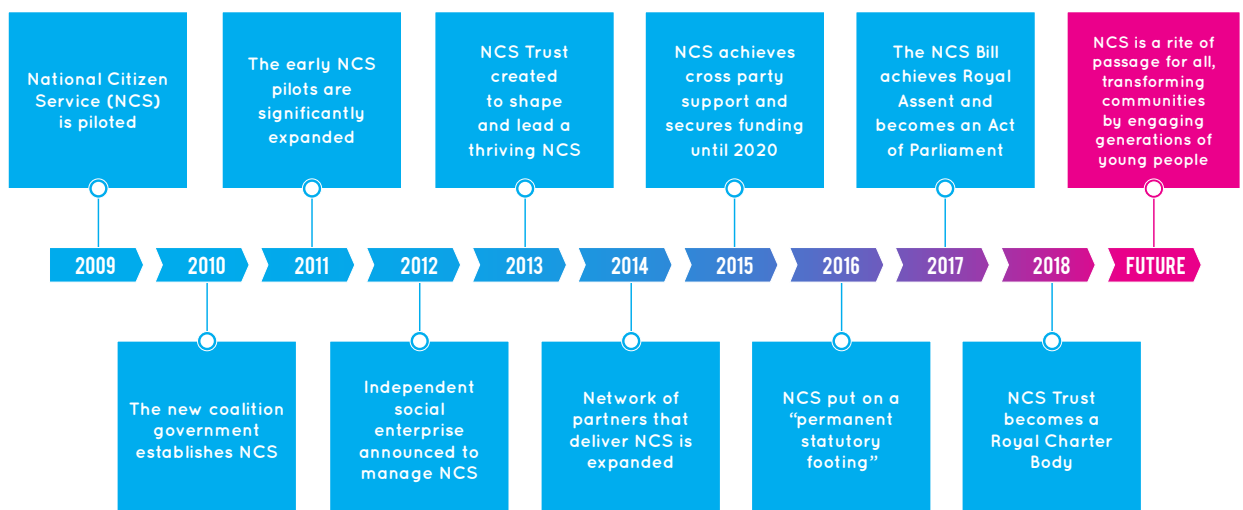 National Citizen
Service (NCS)
is piloted
The early NCS
pilots are
significantly
expanded
NCS Trust
created
to shape
and lead a
thriving NCS
NCS achieves
cross party
support and
secures funding
until 2020
The NCS Bill
achieves Royal
Assent and
becomes an Act
of Parliament
NCS is a rite of
passage for all,
transforming
communities
by engaging
generations of
young people
2009
2010
2011
2012
2013
2014
2015
2016
2017
2018
FUTURE
The new coalition
government
establishes NCS
Independent
social
enterprise
announced to
manage NCS
Network of
partners that
deliver NCS is
expanded
NCS put on a
“permanent
statutory
footing”
NCS Trust
becomes a
Royal Charter
Body